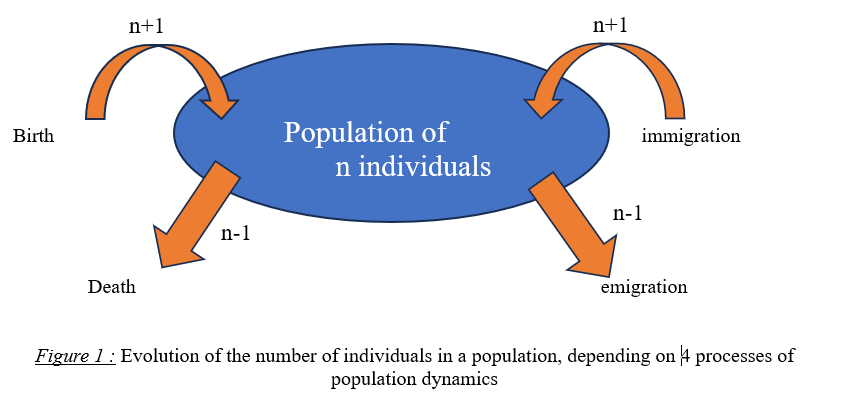 n+1
n+1
Birth
Population of
n individuals
immigration
n-1
n-1
Death
emigration
Figure 1 : Evolution of the number of individuals in a population, depending on 4 processes of
population dynamics